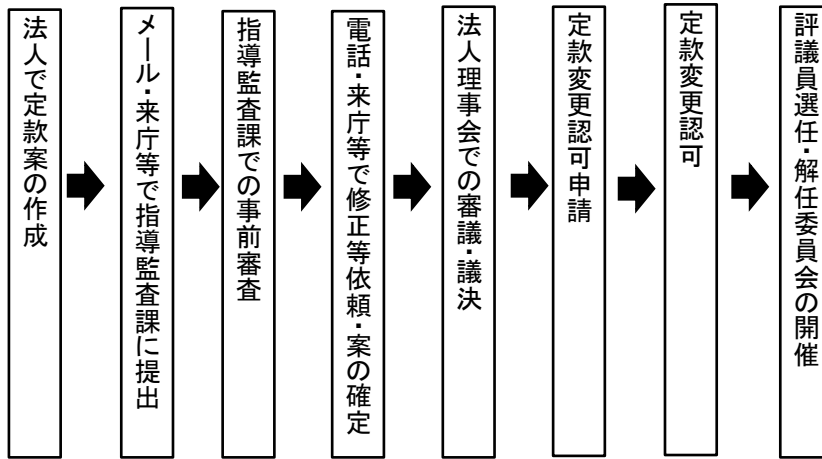 法人で定款案の作成
メール・来庁等で指導監査課に提出
指導監査課での事前審査
電話・来庁等で修正等依頼・案の確定
法人理事会での審議・議決
定款変更認可申請
定款変更認可
評議員選任・解任委員会の開催